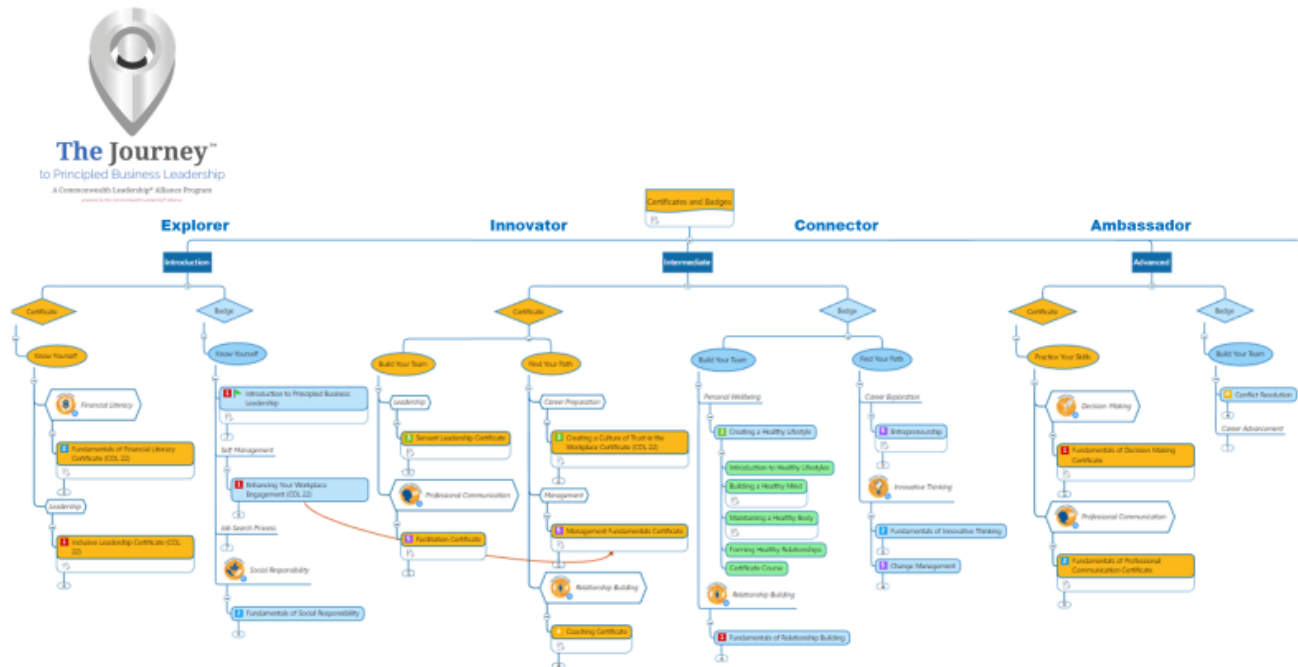 The Journey™
to Principled Business Leadership
A Commonwealth Leadership® Alliance Program
powered by the Commonwealth Leadership® Alliance
Certificates and Badges
Explorer
Innovator
Connector
Ambassador
Introduction
Intermediate
Advanced
Certificate
Badge
Certificate
Badge
Certificate
Badge
Know Yourself
Know Yourself
Build Your Team
Find Your Path
Build Your Team
Find Your Path
Practice Your Skills
Build Your Team
Financial Literacy
Fundamentals of Financial Literacy
Certificate (COL 22)
Leadership
Inclusive Leadership Certificate (COL
22)
Introduction to Principled Business
Leadership
Self Management
Enhancing Your Workplace
Engagement (COL 22)
Job Search Process
Social Responsibility
Fundamentals of Social Responsibility
Leadership
Servant Leadership Certificate
Professional Communication
Facilitation Certificate
Career Preparation
Creating a Culture of Trust in the
Workplace Certificate (COL 22)
Management
Management Fundamentals Certificate
Relationship Building
Coaching Certificate
Personal Wellbeing
Creating a Healthy Lifestyle
Introduction to Healthy Lifestyles
Building a Healthy Mind
Maintaining a Healthy Body
Forming Healthy Relationships
Certificate Course
Relationship Building
Fundamentals of Relationship Building
Career Exploration
Entrepreneurship
Innovative Thinking
Fundamentals of Innovative Thinking
Change Management
Decision Making
Fundamentals of Decision Making
Certificate
Professional Communication
Fundamentals of Professional
Communication Certificate
Conflict Resolution
Career Advancement